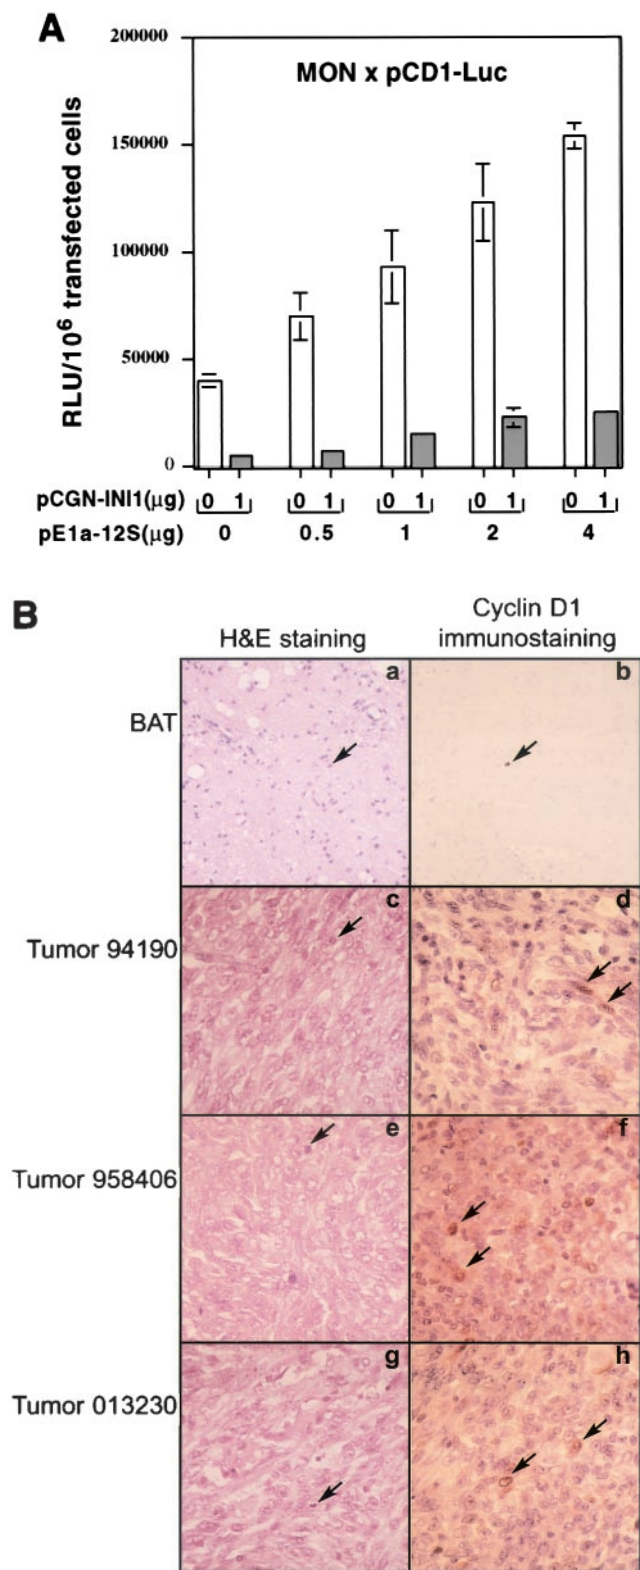 A
MON x pCD1-Luc
RLU/10⁶ transfected cells
200000
150000
100000
50000
0
pCGN-INI1(μg) 0 1 0 1 0 1 0 1 0 1
pE1a-12S(μg) 0 0.5 1 2 4
B
H&E staining
Cyclin D1
immunostaining
BAT
a
b
Tumor 94190
c
d
Tumor 958406
e
f
Tumor 013230
g
h